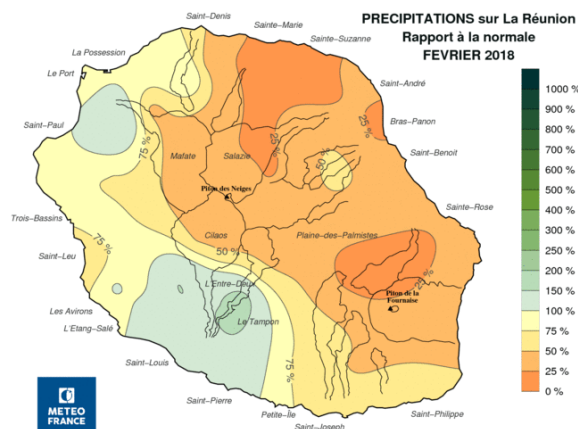 PRECIPITATIONS sur La Réunion
Rapport à la normale
FEVRIER 2018
Saint-Denis
Sainte-Marie
Sainte-Suzanne
La Possession
Le Port
Saint-André
Saint-Paul
Bras-Panon
25 %
75 %
Mafate
Salazie
25 %
50 %
Saint-Benoit
Piton des Neiges
Sainte-Rose
Trois-Bassins
75 %
Cilaos
Plaine-des-Palmistes
Saint-Leu
50 %
L'Entre-Deux
25 %
Piton de la
Fournaise
Les Avirons
L'Etang-Salé
Le Tampon
Saint-Louis
75 %
Saint-Pierre
Petite-Île
Saint-Joseph
Saint-Philippe
1000 %
900 %
800 %
700 %
600 %
500 %
400 %
300 %
250 %
200 %
150 %
100 %
75 %
50 %
25 %
0 %
METEO
FRANCE